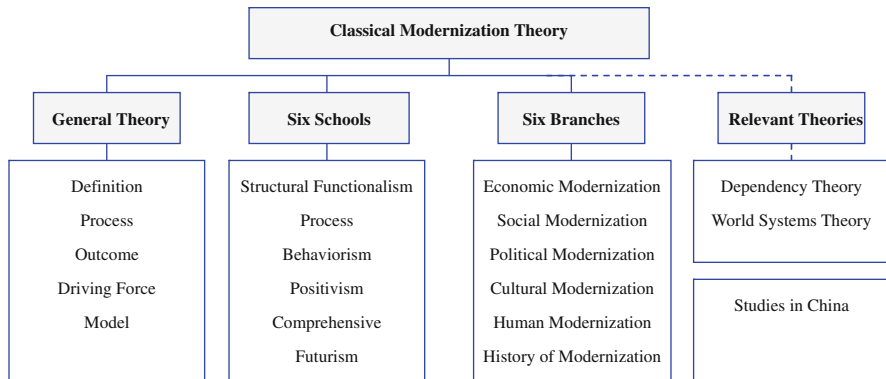 Classical Modernization Theory
General Theory
Six Schools
Six Branches
Relevant Theories
Definition
Process
Outcome
Driving Force
Model
Structural Functionalism
Process
Behaviorism
Positivism
Comprehensive
Futurism
Economic Modernization
Social Modernization
Political Modernization
Cultural Modernization
Human Modernization
History of Modernization
Dependency Theory
World Systems Theory
Studies in China